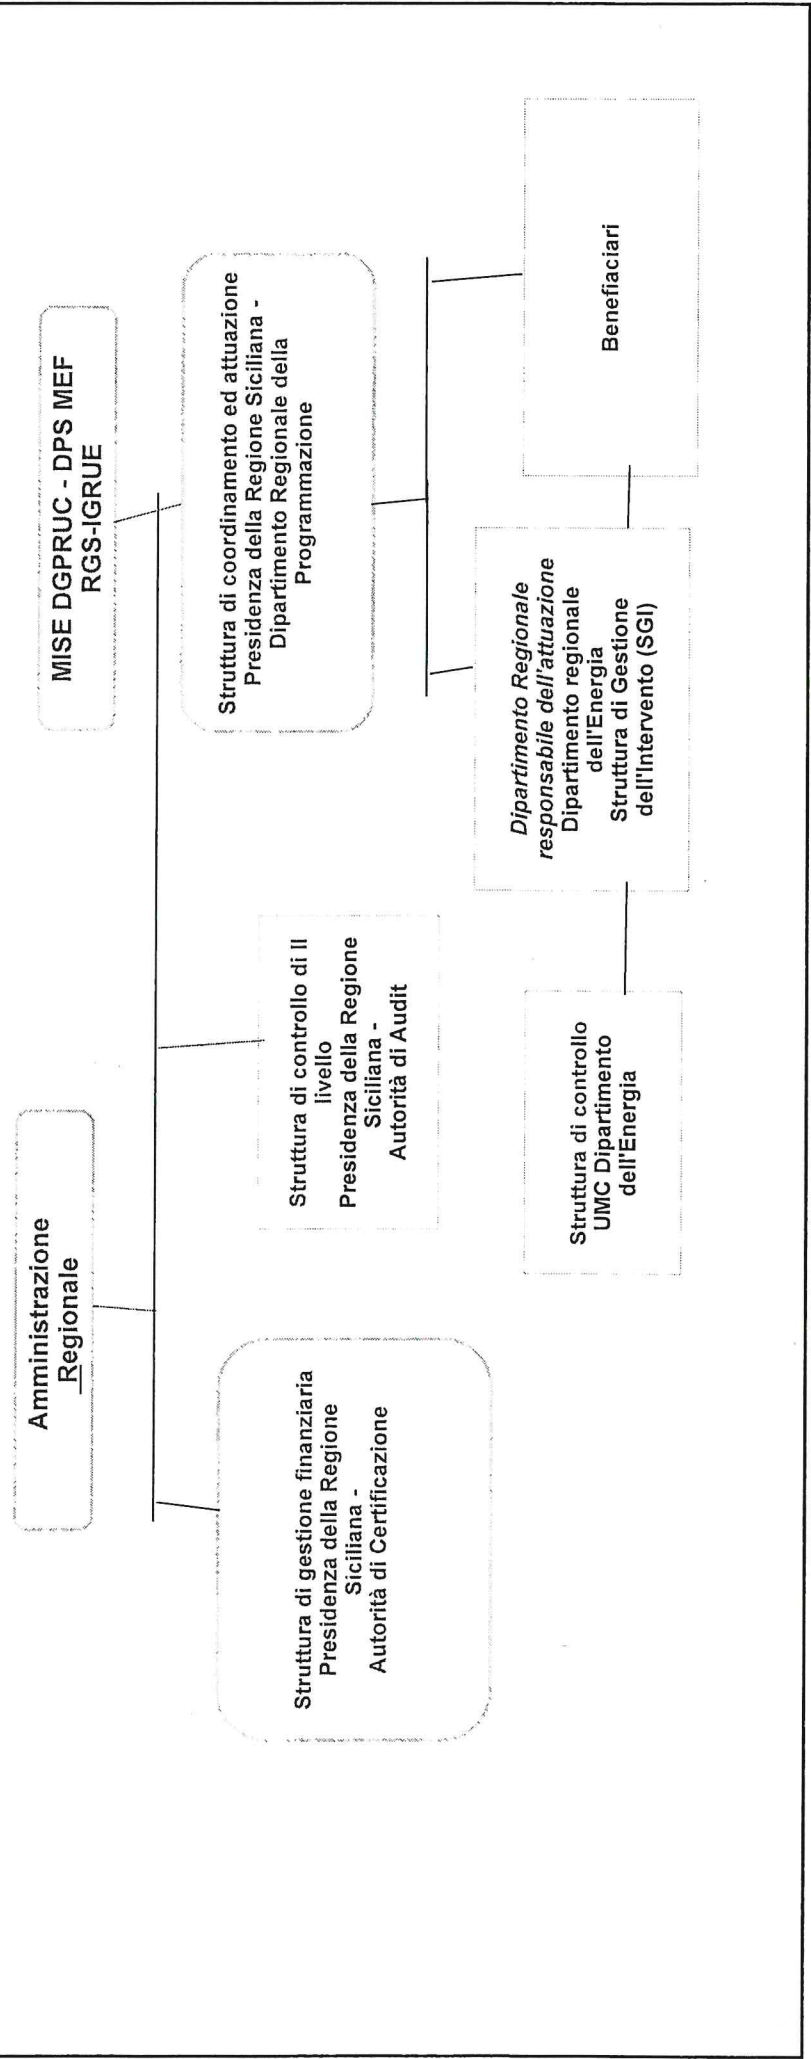 Amministrazione
Regionale
MISE DGPRUC - DPS MEF
RGS-IGRUE
Struttura di gestione finanziaria
Presidenza della Regione
Siciliana -
Autorità di Certificazione
Struttura di controllo di II
livello
Presidenza della Regione
Siciliana -
Autorità di Audit
Struttura di coordinamento ed attuazione
Presidenza della Regione Siciliana -
Dipartimento Regionale della
Programmazione
Struttura di controllo
UMC Dipartimento
dell'Energia
Dipartimento Regionale
responsabile dell'attuazione
Dipartimento regionale
dell'Energia
Struttura di Gestione
dell'Intervento (SGI)
Benefiaciari